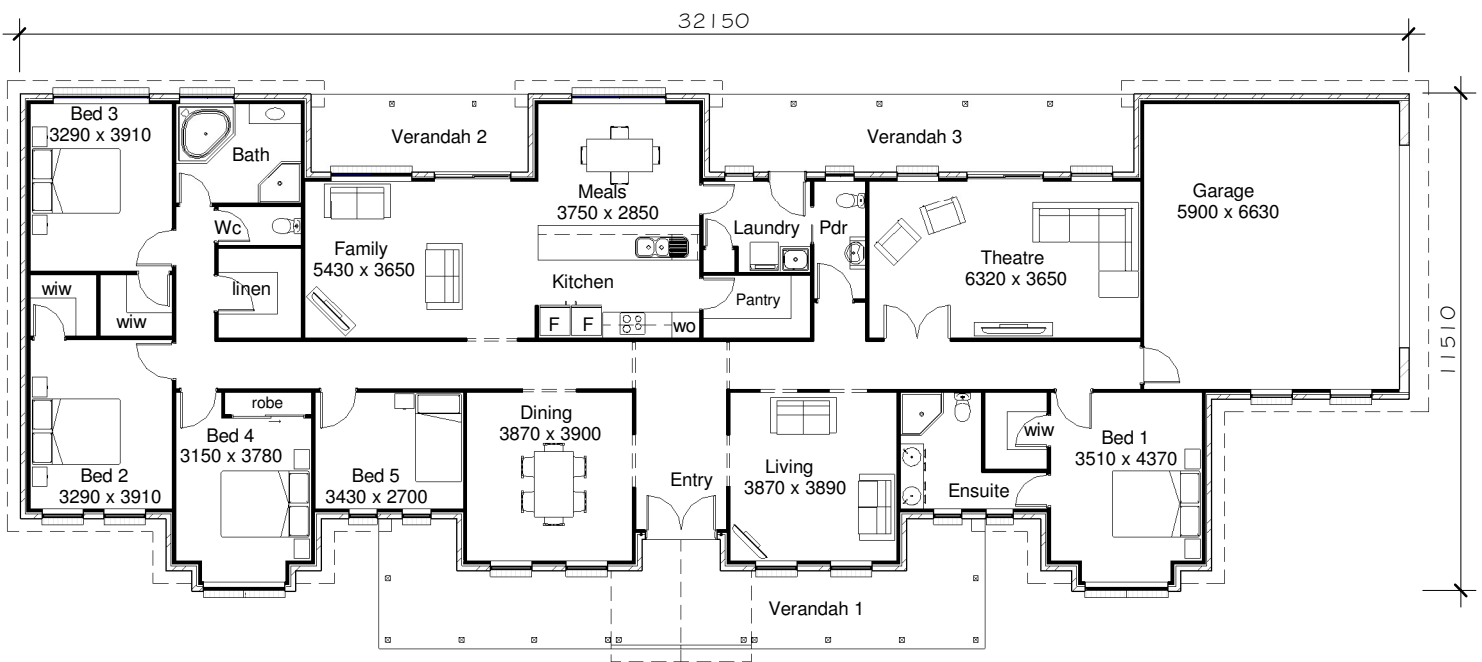 32150
Bed 3
3290 x 3910
Bath
Verandah 2
Verandah 3
Meals
3750 x 2850
Garage
5900 x 6630
Wc
Laundry
Pdr
Family
5430 x 3650
Theatre
6320 x 3650
Kitchen
linen
wiw
wiw
Pantry
F
F
wo
11510
robe
Bed 4
3150 x 3780
Dining
3870 x 3900
wiw
Bed 1
3510 x 4370
Bed 2
3290 x 3910
Bed 5
3430 x 2700
Entry
Living
3870 x 3890
Ensuite
Verandah 1